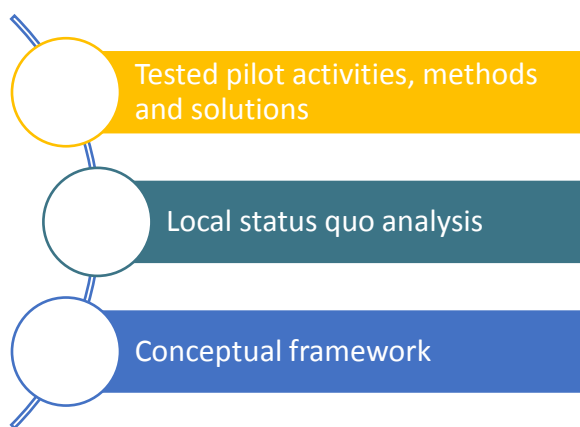 Tested pilot activities, methods
and solutions
Local status quo analysis
Conceptual framework